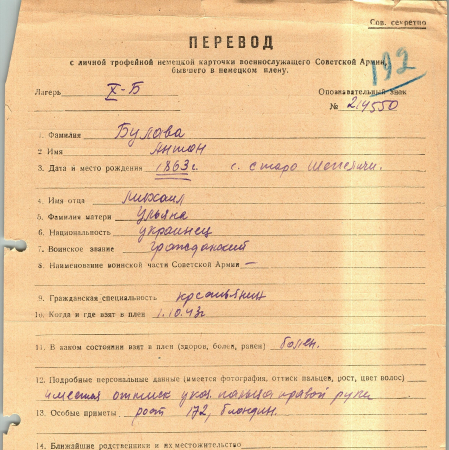 Сов. секретно
ПЕРЕВОД
с личной трофейной немецкой карточки военнослужащего Советской Армии,
бывшего в немецком плену.
192
Лагерь X-Б Опознавательный знак
№ 214550
1. Фамилия Булава
2 Имя Антон
3. Дата и место рождения 1863 г. с. Старо
4. Имя отца Михаил
5. Фамилия матери Ульяна
6. Национальность украинец
7. Воинское звание Гражданский
8. Наименование воинской части Советской Армии —
9. Гражданская специальность крестьянин
10. Когда и где взят в плен 1.10.43г.
11. В каком состоянии взят в плен (здоров, болен, ранен) болен.
12. Подробные персональные данные (имеется фотография, оттиск пальцев, рост, цвет волос)
имеется оттиск указ. пальца правой руки
13. Особые приметы рост 172, блондин.
14. Ближайшие родственники и их местожительство